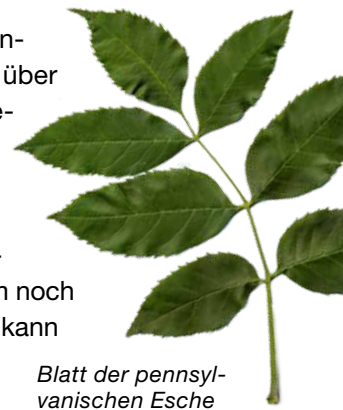 über
noch
kann
Blatt der pennsyl-
vanischen Esche